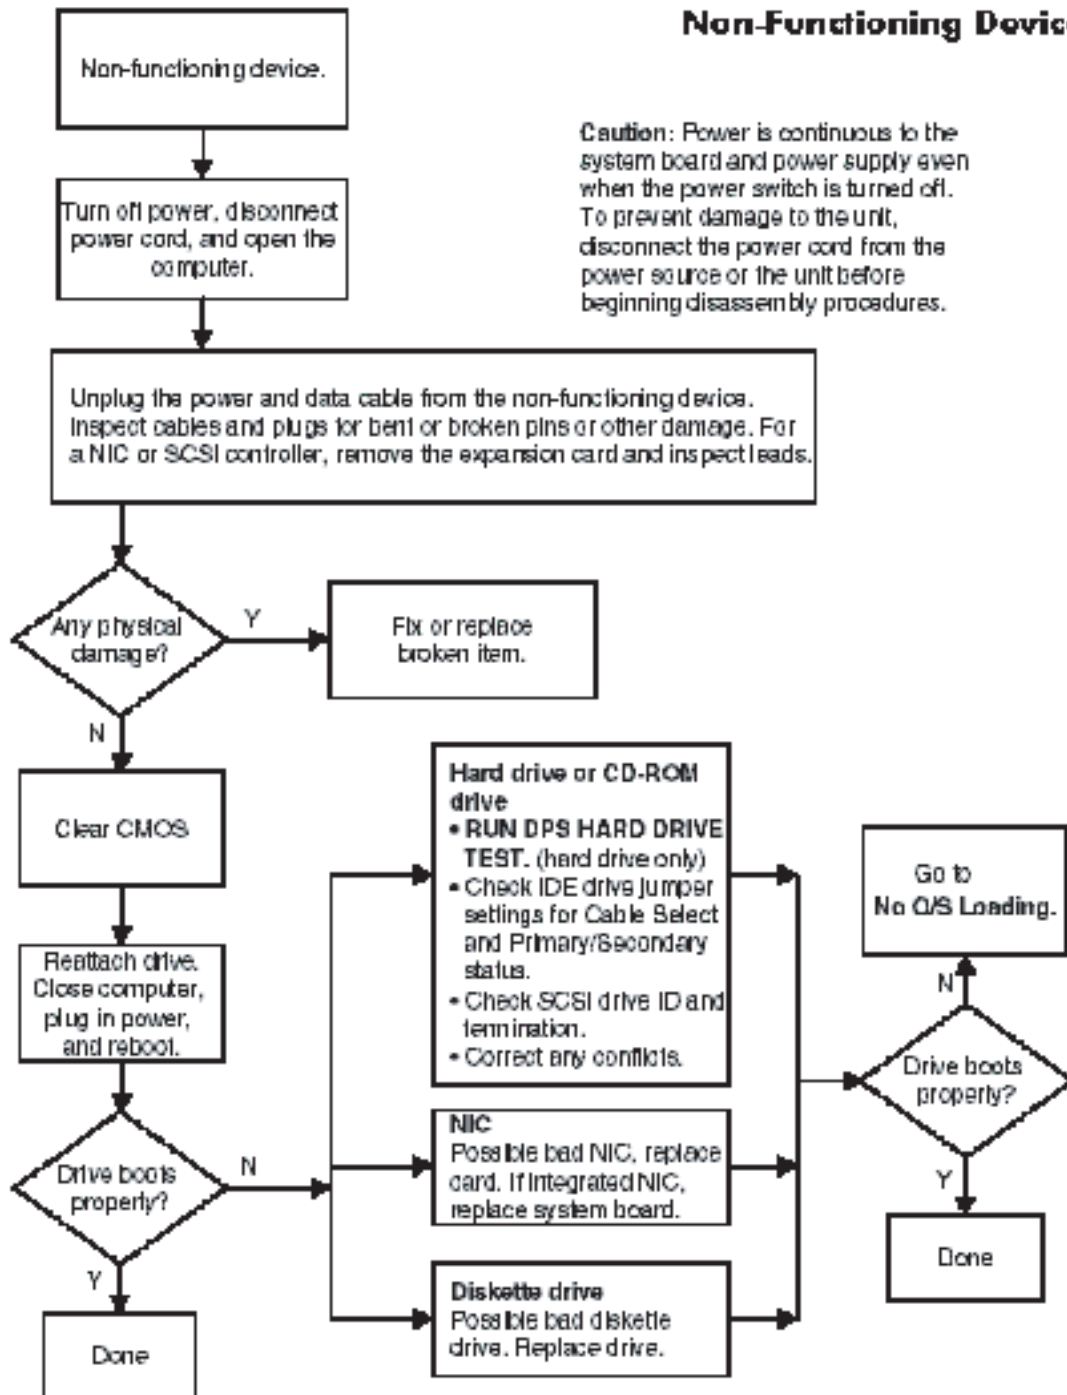 Non-Functioning Device
Non-functioning device.
Caution: Power is continuous to the
system board and power supply even
when the power switch is turned off.
To prevent damage to the unit,
disconnect the power cord from the
power source or the unit before
beginning disassembly procedures.
Turn off power, disconnect
power cord, and open the
computer.
Unplug the power and data cable from the non-functioning device.
Inspect cables and plugs for bent or broken pins or other damage. For
a NIC or SCSI controller, remove the expansion card and inspect leads.
Any physical
damage?
Y
Fix or replace
broken item.
N
Clear CMOS
Reattach drive.
Close computer,
plug in power,
and reboot.
Drive boots
properly?
N
Y
Done
Hard drive or CD-ROM
drive
• RUN DPS HARD DRIVE
TEST. (hard drive only)
• Check IDE drive jumper
settings for Cable Select
and Primary/Secondary
status.
• Check SCSI drive ID and
termination.
• Correct any conflicts.
NIC
Possible bad NIC, replace
card. If integrated NIC,
replace system board.
Diskette drive
Possible bad diskette
drive. Replace drive.
Go to
No O/S Loading.
N
Drive boots
properly?
Y
Done